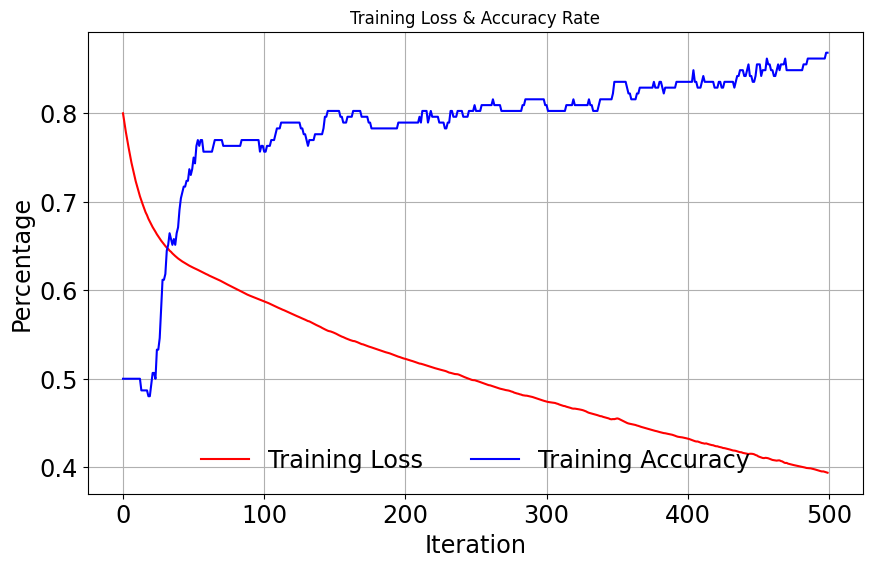 Training Loss & Accuracy Rate
0.8
0.7
0.6
0.5
0.4
Percentage
Training Loss
Training Accuracy
0 100 200 300 400 500
Iteration